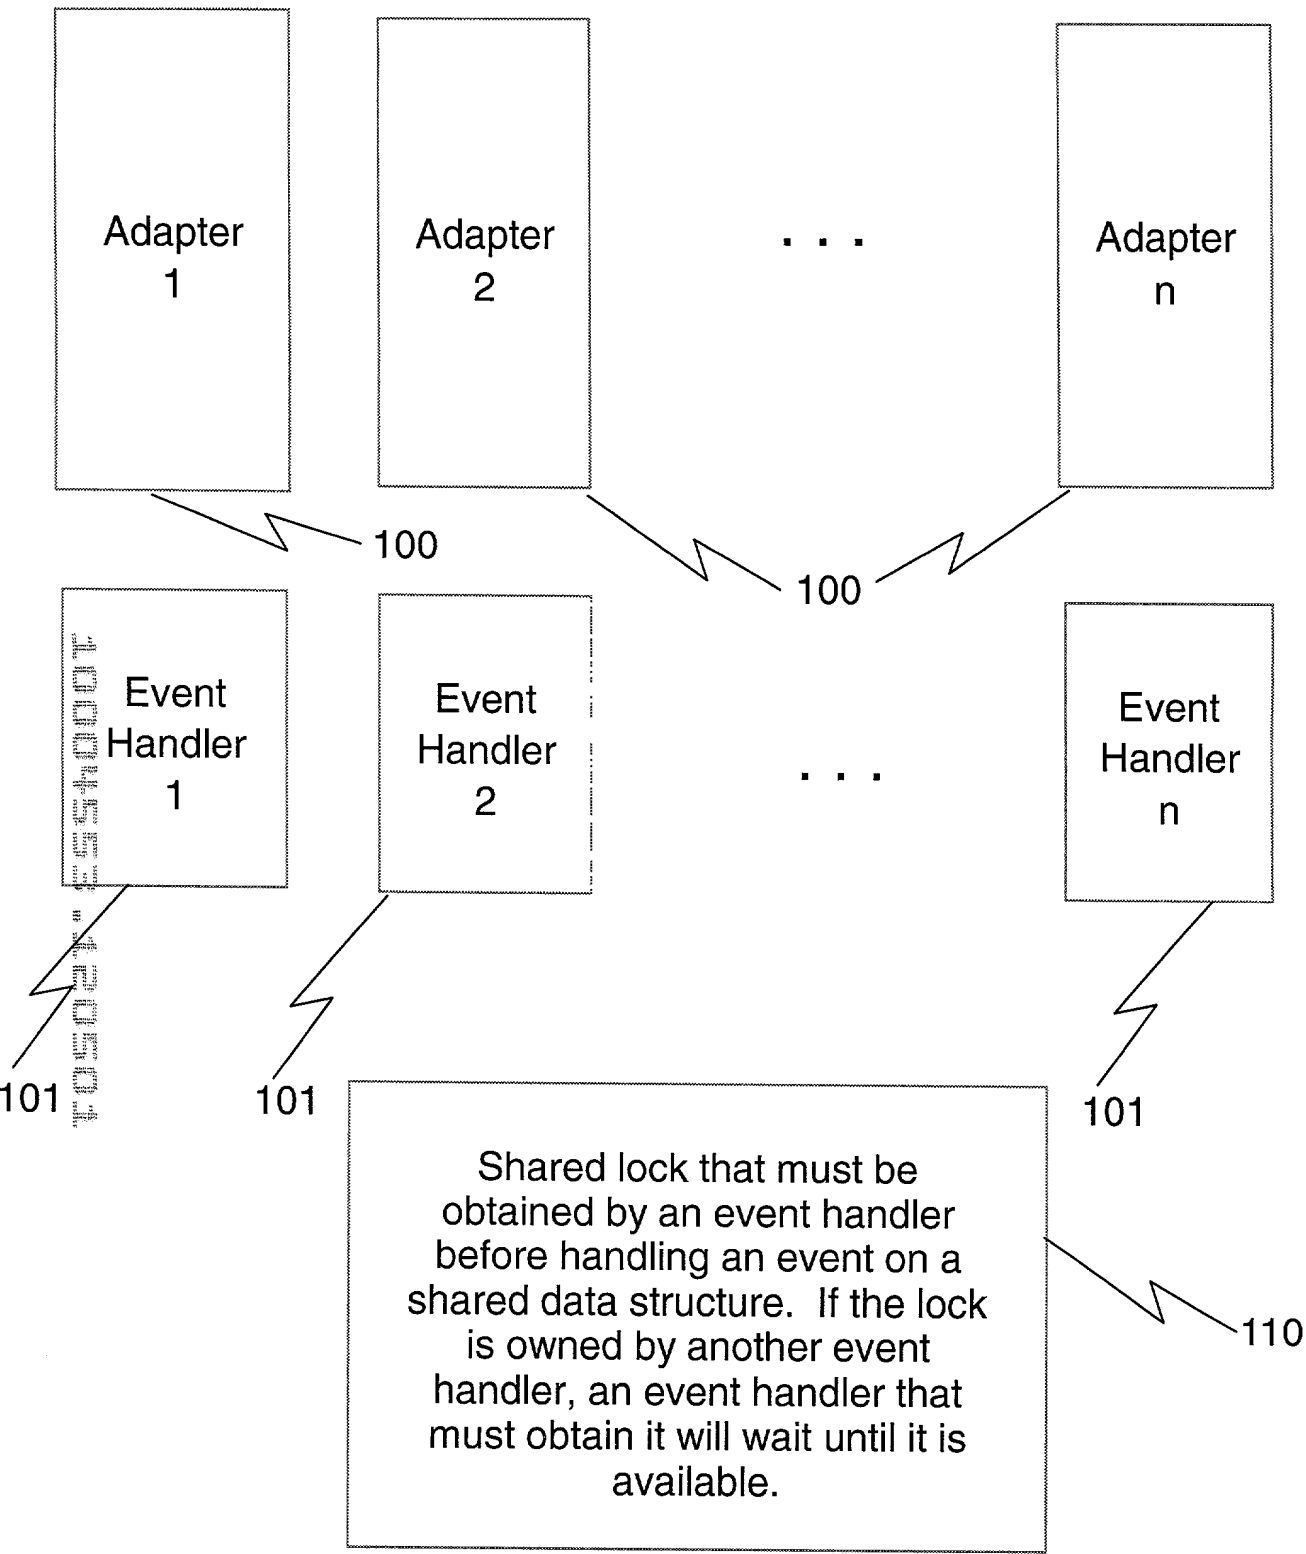 Adapter
1
Adapter
2
. . .
Adapter
n
100
100
Event
Handler
1
Event
Handler
2
. . .
Event
Handler
n
101
101
101
Shared lock that must be
obtained by an event handler
before handling an event on a
shared data structure.  If the lock
is owned by another event
handler, an event handler that
must obtain it will wait until it is
available.
110